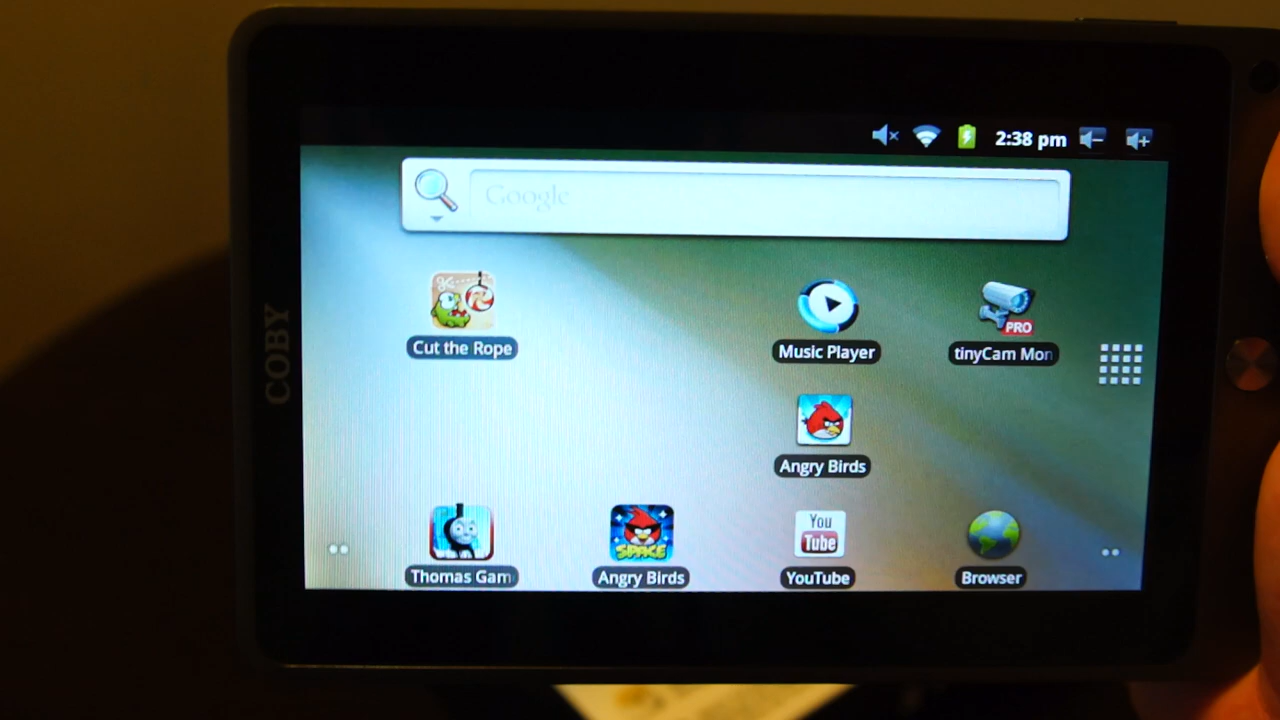 2:38 pm
Google
Cut the Rope
Music Player
PRO
tinyCam Mon
COBY
Angry Birds
Thomas Gam
SPACE
Angry Birds
You
Tube
YouTube
Browser